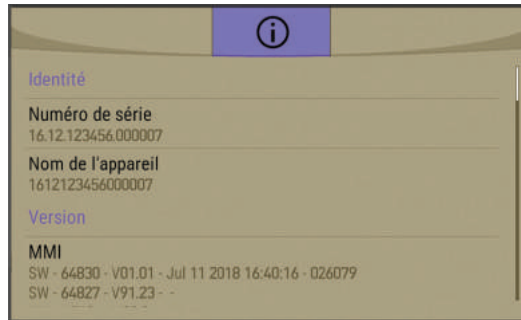 Identité
Numéro de série
16.12.123456.000007
Nom de l'appareil
1612123456000007
Version
MMI
SW - 64830 - V01.01 - Jul 11 2018 16:40:16 - 026079
SW - 64827 - V91.23 - -